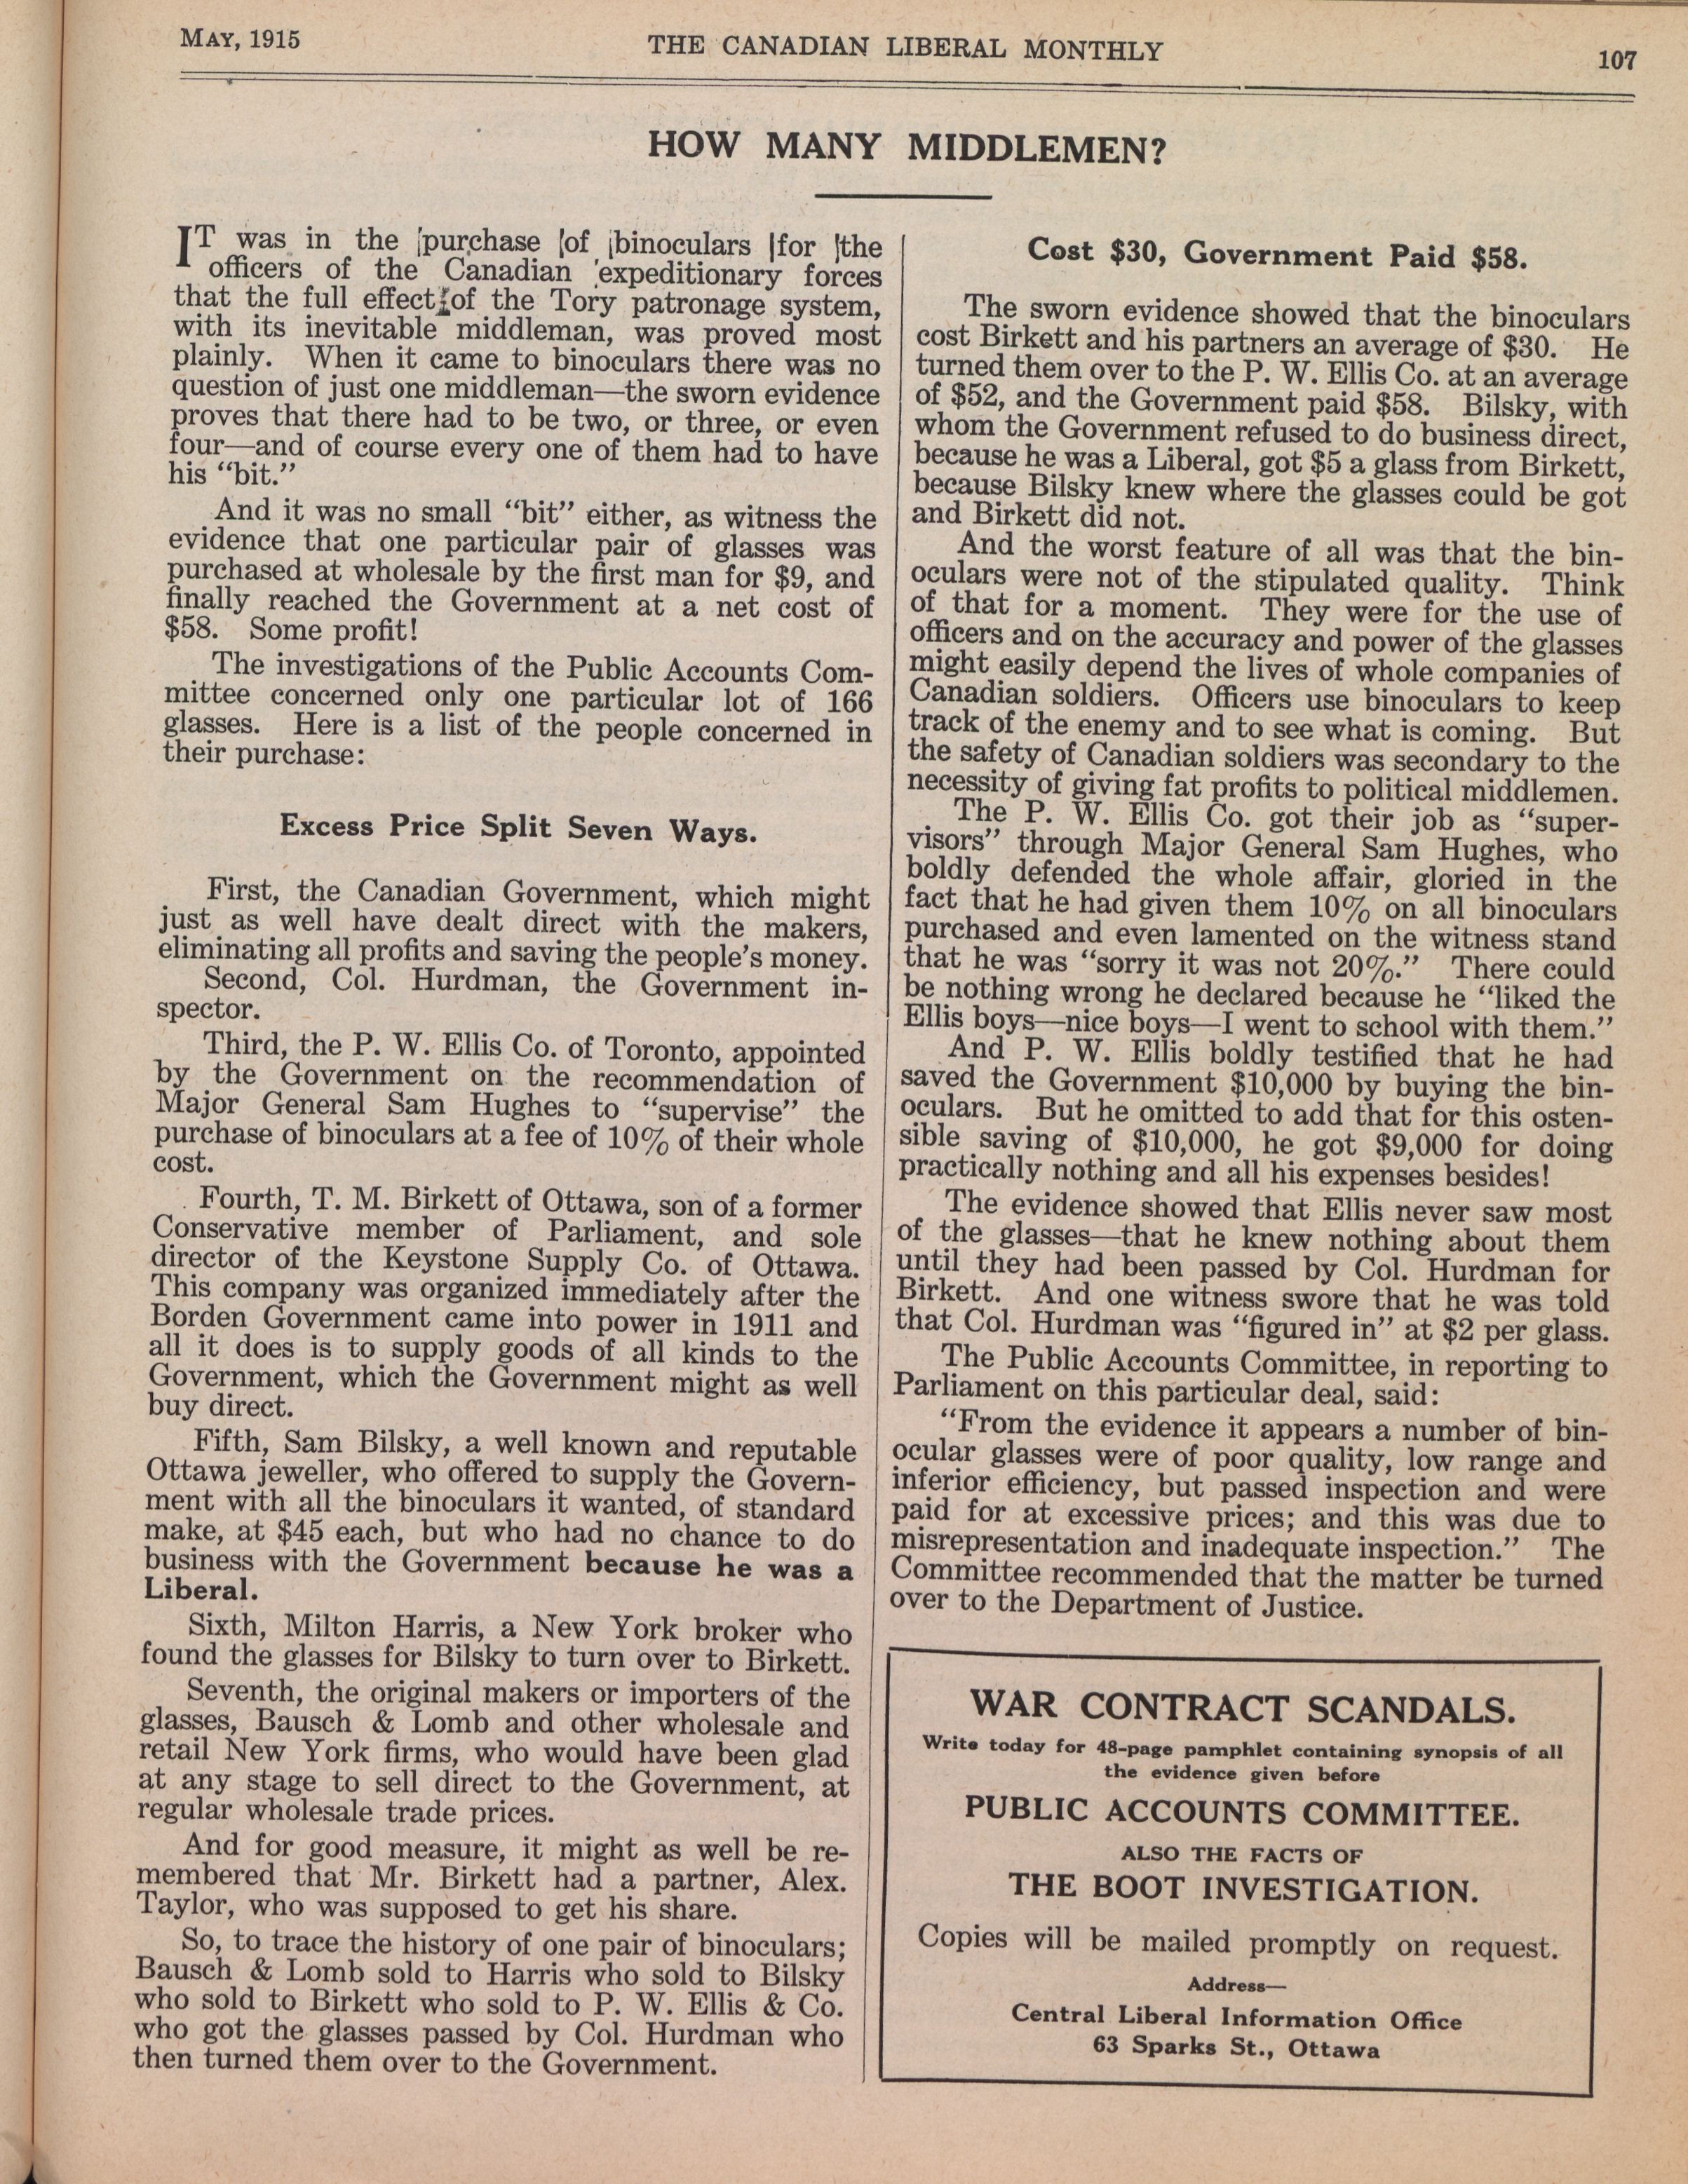 MAY, 1915
THE CANADIAN LIBERAL MONTHLY
107
HOW MANY MIDDLEMEN?
IT was in the purchase of binoculars for the
officers of the Canadian expeditionary forces
that the full effect of the Tory patronage system,
with its inevitable middleman, was proved most
plainly. When it came to binoculars there was no
question of just one middleman—the sworn evidence
proves that there had to be two, or three, or even
four—and of course every one of them had to have
his “bit.”
And it was no small “bit” either, as witness the
evidence that one particular pair of glasses was
purchased at wholesale by the first man for $9, and
finally reached the Government at a net cost of
$58. Some profit!
The investigations of the Public Accounts Com-
mittee concerned only one particular lot of 166
glasses. Here is a list of the people concerned in
their purchase:
Excess Price Split Seven Ways.
First, the Canadian Government, which might
just as well have dealt direct with the makers,
eliminating all profits and saving the people’s money.
Second, Col. Hurdman, the Government in-
spector.
Third, the P. W. Ellis Co. of Toronto, appointed
by the Government on the recommendation of
Major General Sam Hughes to “supervise” the
purchase of binoculars at a fee of 10% of their whole
cost.
Fourth, T. M. Birkett of Ottawa, son of a former
Conservative member of Parliament, and sole
director of the Keystone Supply Co. of Ottawa.
This company was organized immediately after the
Borden Government came into power in 1911 and
all it does is to supply goods of all kinds to the
Government, which the Government might as well
buy direct.
Fifth, Sam Bilsky, a well known and reputable
Ottawa jeweller, who offered to supply the Govern-
ment with all the binoculars it wanted, of standard
make, at $45 each, but who had no chance to do
business with the Government because he was a
Liberal.
Sixth, Milton Harris, a New York broker who
found the glasses for Bilsky to turn over to Birkett.
Seventh, the original makers or importers of the
glasses, Bausch & Lomb and other wholesale and
retail New York firms, who would have been glad
at any stage to sell direct to the Government, at
regular wholesale trade prices.
And for good measure, it might as well be re-
membered that Mr. Birkett had a partner, Alex.
Taylor, who was supposed to get his share.
So, to trace the history of one pair of binoculars;
Bausch & Lomb sold to Harris who sold to Bilsky
who sold to Birkett who sold to P. W. Ellis & Co.
who got the glasses passed by Col. Hurdman who
then turned them over to the Government.
Cost $30, Government Paid $58.
The sworn evidence showed that the binoculars
cost Birkett and his partners an average of $30. He
turned them over to the P. W. Ellis Co. at an average
of $52, and the Government paid $58. Bilsky, with
whom the Government refused to do business direct,
because he was a Liberal, got $5 a glass from Birkett,
because Bilsky knew where the glasses could be got
and Birkett did not.
And the worst feature of all was that the bin-
oculars were not of the stipulated quality. Think
of that for a moment. They were for the use of
officers and on the accuracy and power of the glasses
might easily depend the lives of whole companies of
Canadian soldiers. Officers use binoculars to keep
track of the enemy and to see what is coming. But
the safety of Canadian soldiers was secondary to the
necessity of giving fat profits to political middlemen.
The P. W. Ellis Co. got their job as “super-
visors” through Major General Sam Hughes, who
boldly defended the whole affair, gloried in the
fact that he had given them 10% on all binoculars
purchased and even lamented on the witness stand
that he was “sorry it was not 20%.” There could
be nothing wrong he declared because he “liked the
Ellis boys—nice boys—I went to school with them.”
And P. W. Ellis boldly testified that he had
saved the Government $10,000 by buying the bin-
oculars. But he omitted to add that for this osten-
sible saving of $10,000, he got $9,000 for doing
practically nothing and all his expenses besides!
The evidence showed that Ellis never saw most
of the glasses—that he knew nothing about them
until they had been passed by Col. Hurdman for
Birkett. And one witness swore that he was told
that Col. Hurdman was “figured in” at $2 per glass.
The Public Accounts Committee, in reporting to
Parliament on this particular deal, said:
“From the evidence it appears a number of bin-
ocular glasses were of poor quality, low range and
inferior efficiency, but passed inspection and were
paid for at excessive prices; and this was due to
misrepresentation and inadequate inspection.” The
Committee recommended that the matter be turned
over to the Department of Justice.
WAR CONTRACT SCANDALS.
Write today for 48-page pamphlet containing synopsis of all
the evidence given before
PUBLIC ACCOUNTS COMMITTEE.
ALSO THE FACTS OF
THE BOOT INVESTIGATION.
Copies will be mailed promptly on request.
Address—
Central Liberal Information Office
63 Sparks St., Ottawa